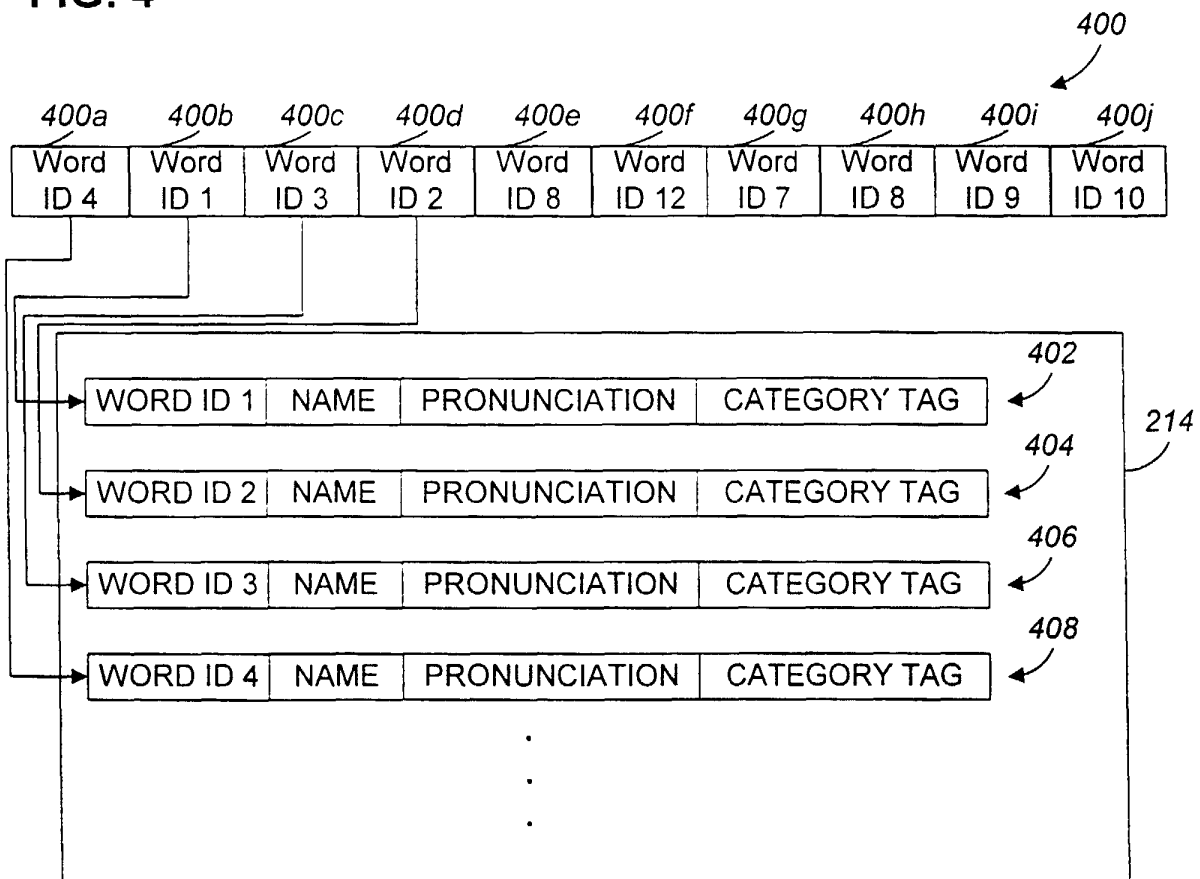 FIG. 4
400
400a 400b 400c 400d 400e 400f 400g 400h 400i 400j
Word Word Word Word Word Word Word Word Word Word
ID 4 ID 1 ID 3 ID 2 ID 8 ID 12 ID 7 ID 8 ID 9 ID 10
402
WORD ID 1 NAME PRONUNCIATION CATEGORY TAG
214
404
WORD ID 2 NAME PRONUNCIATION CATEGORY TAG
406
WORD ID 3 NAME PRONUNCIATION CATEGORY TAG
408
WORD ID 4 NAME PRONUNCIATION CATEGORY TAG
.
.
.